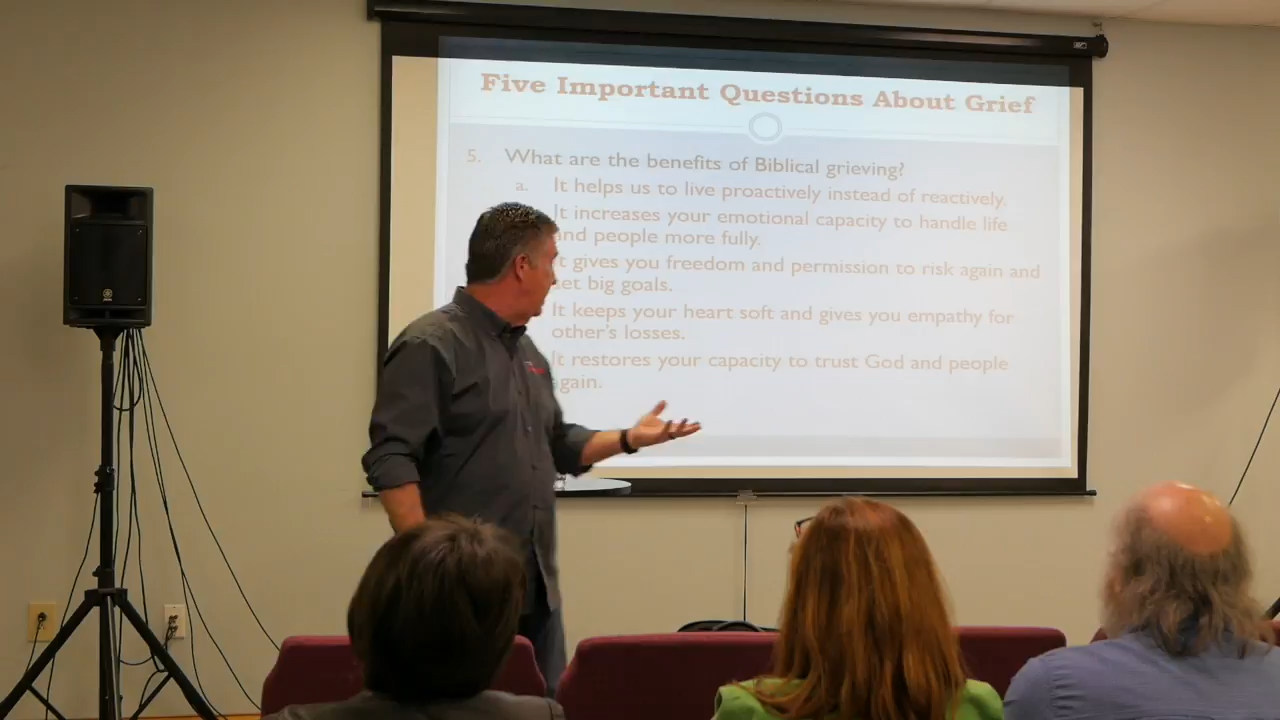 Five Important Questions About Grief
5. What are the benefits of Biblical grieving?
a. It helps us to live proactively instead of reactively.
It increases your emotional capacity to handle life
and people more fully.
It gives you freedom and permission to risk again and
set big goals.
It keeps your heart soft and gives you empathy for
other's losses.
It restores your capacity to trust God and people
again.